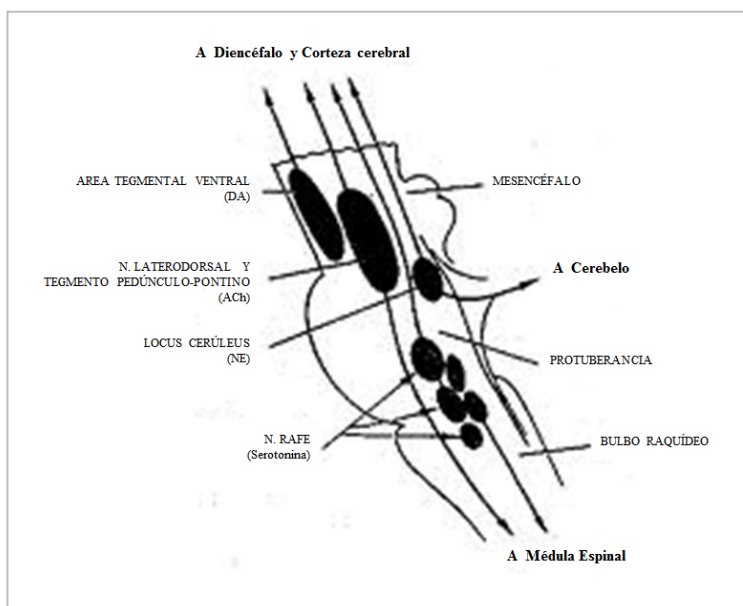 A Diencéfalo y Corteza cerebral
AREA TEGMENTAL VENTRAL
(DA)
MESENCÉFALO
N. LATERODORSAL Y
TEGMENTO PEDÚNCULO-PONTINO
(ACh)
A Cerebelo
LOCUS CERÚLEUS
(NE)
PROTUBERANCIA
N. RAFE
(Serotonina)
BULBO RAQUÍDEO
A Médula Espinal